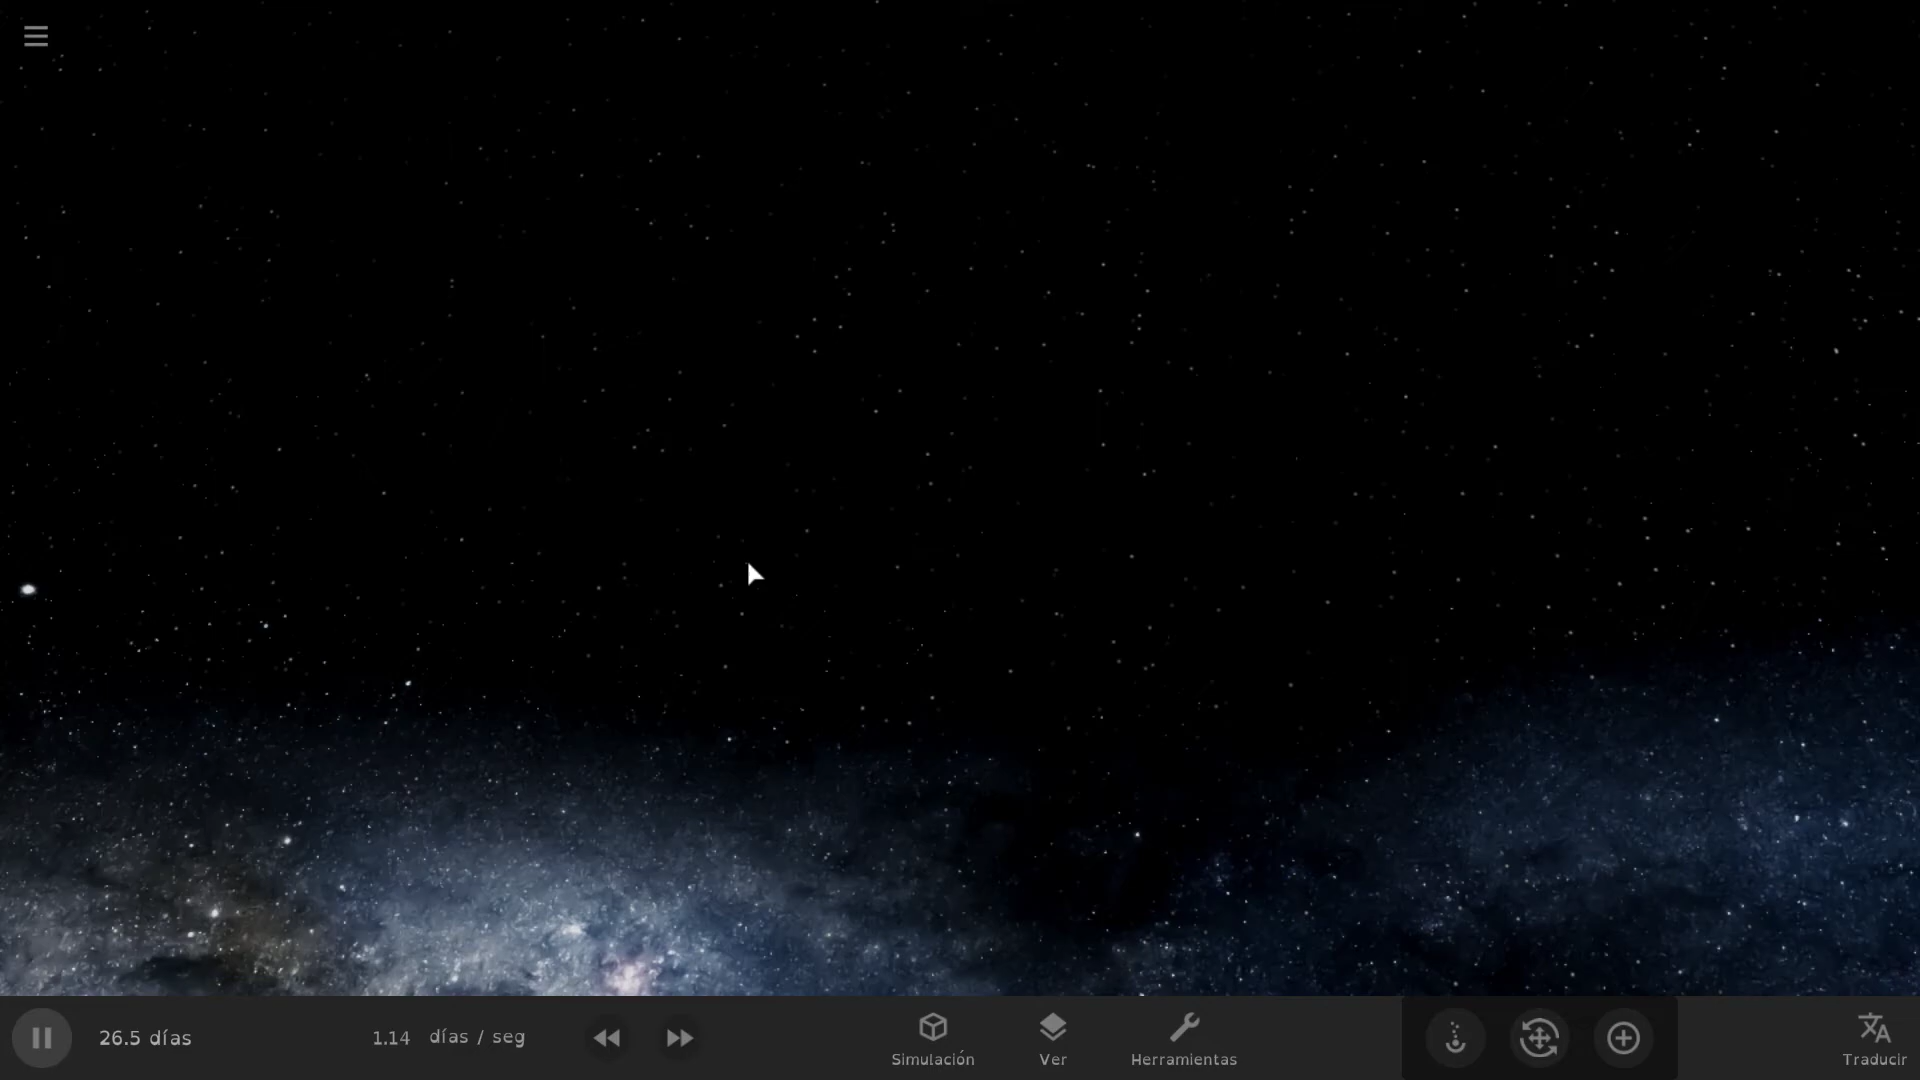 26.5 días
1.14 días / seg
Simulación
Ver
Herramientas
Traducir